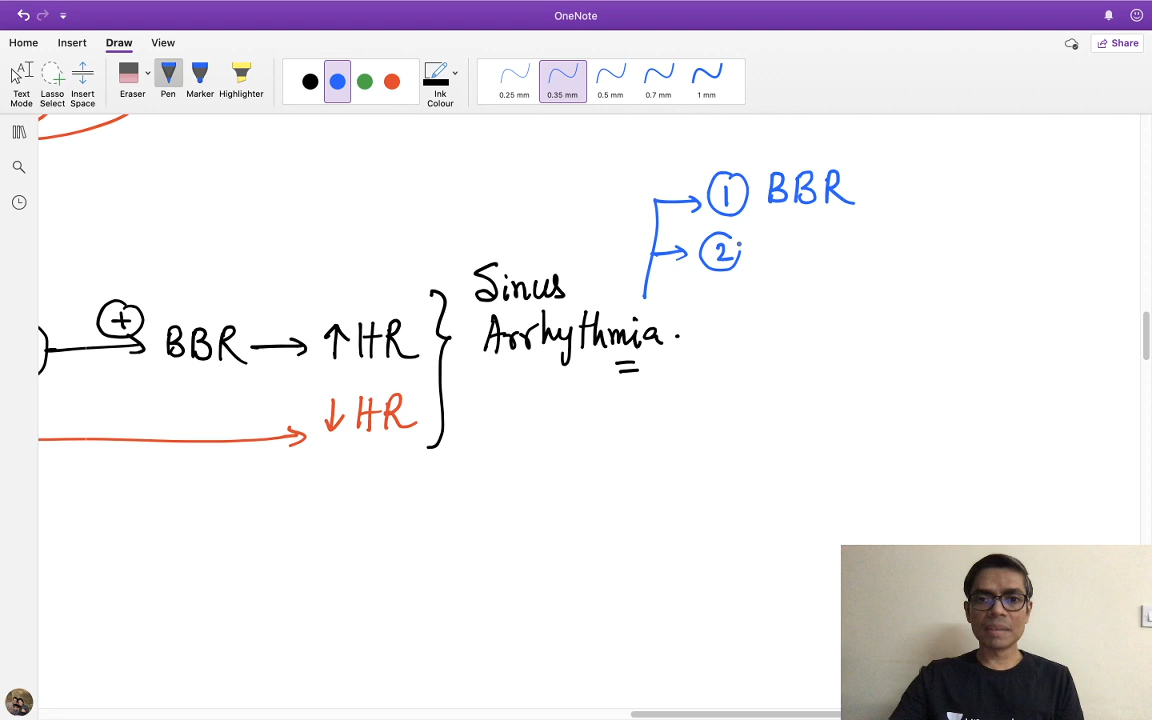 OneNote
Home Insert Draw View
Share
Text Mode
Lasso Select
Insert Space
Eraser
Pen
Marker
Highlighter
Ink Colour
0.25 mm
0.35 mm
0.5 mm
0.7 mm
1 mm
① BBR
②
Sinus
Arrhythmia.
+
BBR → ↑ HR
↓ HR